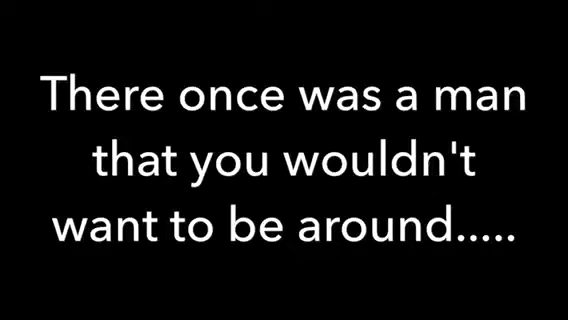 There once was a man
that you wouldn't
want to be around.....